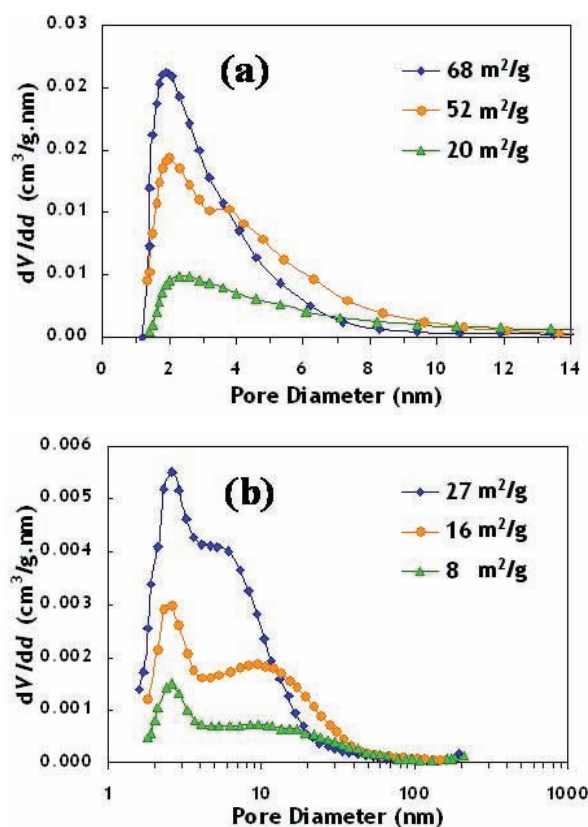 0.03
(a)
68 m²/g
52 m²/g
20 m²/g
0.02
0.02
0.01
0.01
0.00
dV/dd (cm³/g.nm)
0 2 4 6 8 10 12 14
Pore Diameter (nm)
0.006
(b)
27 m²/g
16 m²/g
8 m²/g
0.005
0.004
0.003
0.002
0.001
0.000
dV/dd (cm³/g.nm)
1 10 100 1000
Pore Diameter (nm)